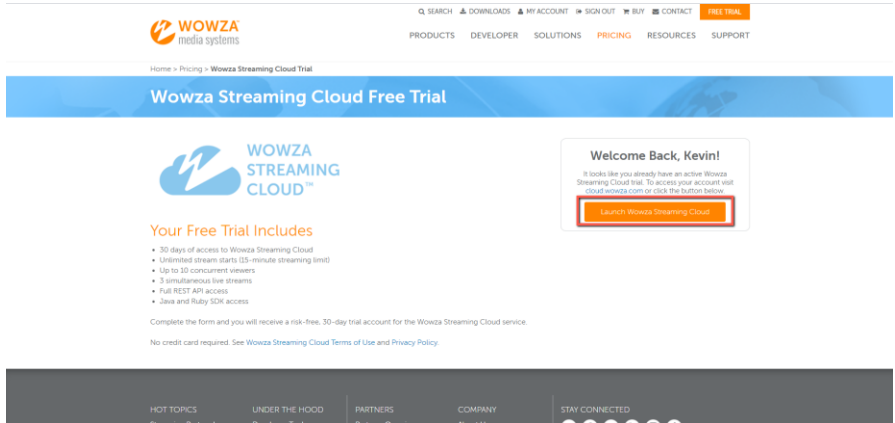 SEARCH DOWNLOADS MY ACCOUNT SIGN OUT BUY CONTACT FREE TRIAL
WOWZA
media systems
PRODUCTS DEVELOPER SOLUTIONS PRICING RESOURCES SUPPORT
Home > Pricing > Wowza Streaming Cloud Trial
Wowza Streaming Cloud Free Trial
WOWZA
STREAMING
CLOUD™
Welcome Back, Kevin!
It looks like you already have an active Wowza
Streaming Cloud trial. To access your account visit
cloud.wowza.com or click the button below.
Launch Wowza Streaming Cloud
Your Free Trial Includes
• 30 days of access to Wowza Streaming Cloud
• Unlimited stream starts (15-minute streaming limit)
• Up to 10 concurrent viewers
• 3 simultaneous live streams
• Full REST API access
• Java and Ruby SDK access
Complete the form and you will receive a risk-free, 30-day trial account for the Wowza Streaming Cloud service.
No credit card required. See Wowza Streaming Cloud Terms of Use and Privacy Policy.
HOT TOPICS UNDER THE HOOD PARTNERS COMPANY STAY CONNECTED